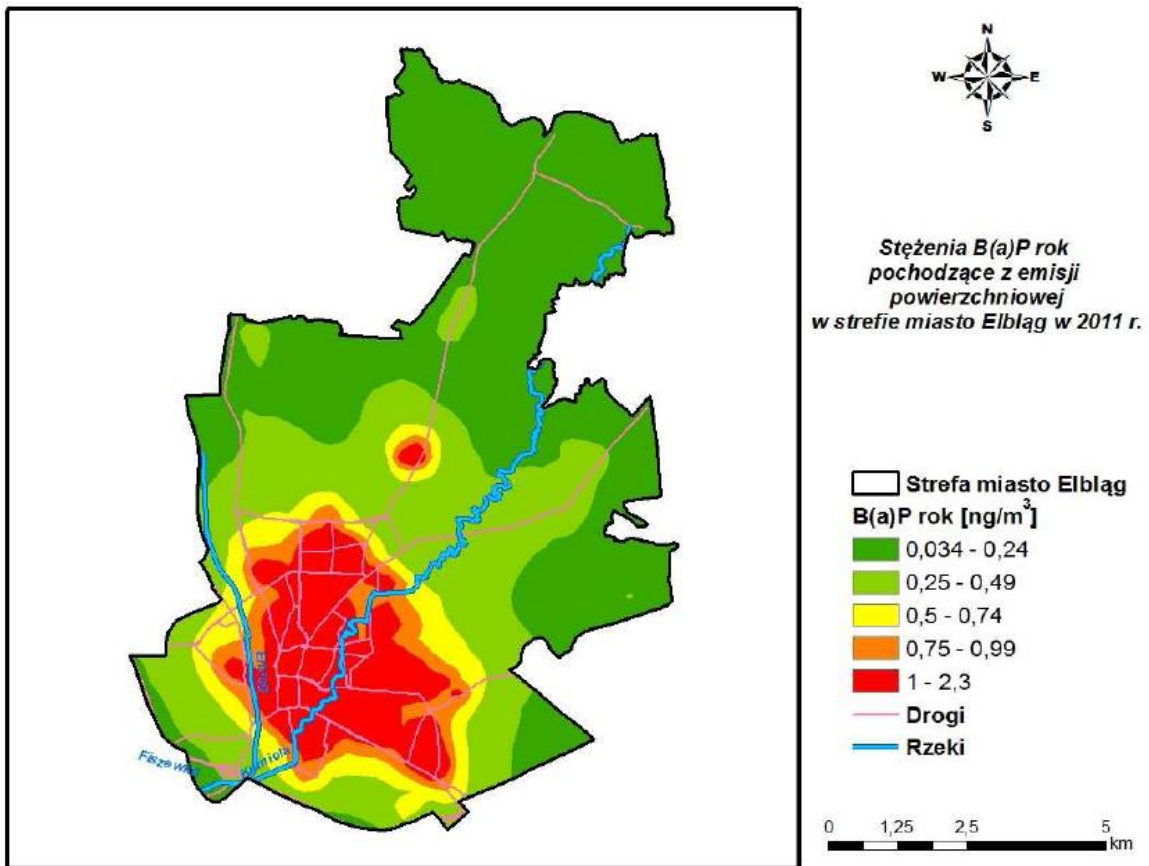 N
W E
S
Stężenia B(a)P rok
pochodzące z emisji
powierzchniowej
w strefie miasto Elbląg w 2011 r.
Strefa miasto Elbląg
B(a)P rok [ng/m³]
0,034 - 0,24
0,25 - 0,49
0,5 - 0,74
0,75 - 0,99
1 - 2,3
Drogi
Rzeki
0 1,25 2,5 5
km
Elbląg
Fiszewka
Kumiela